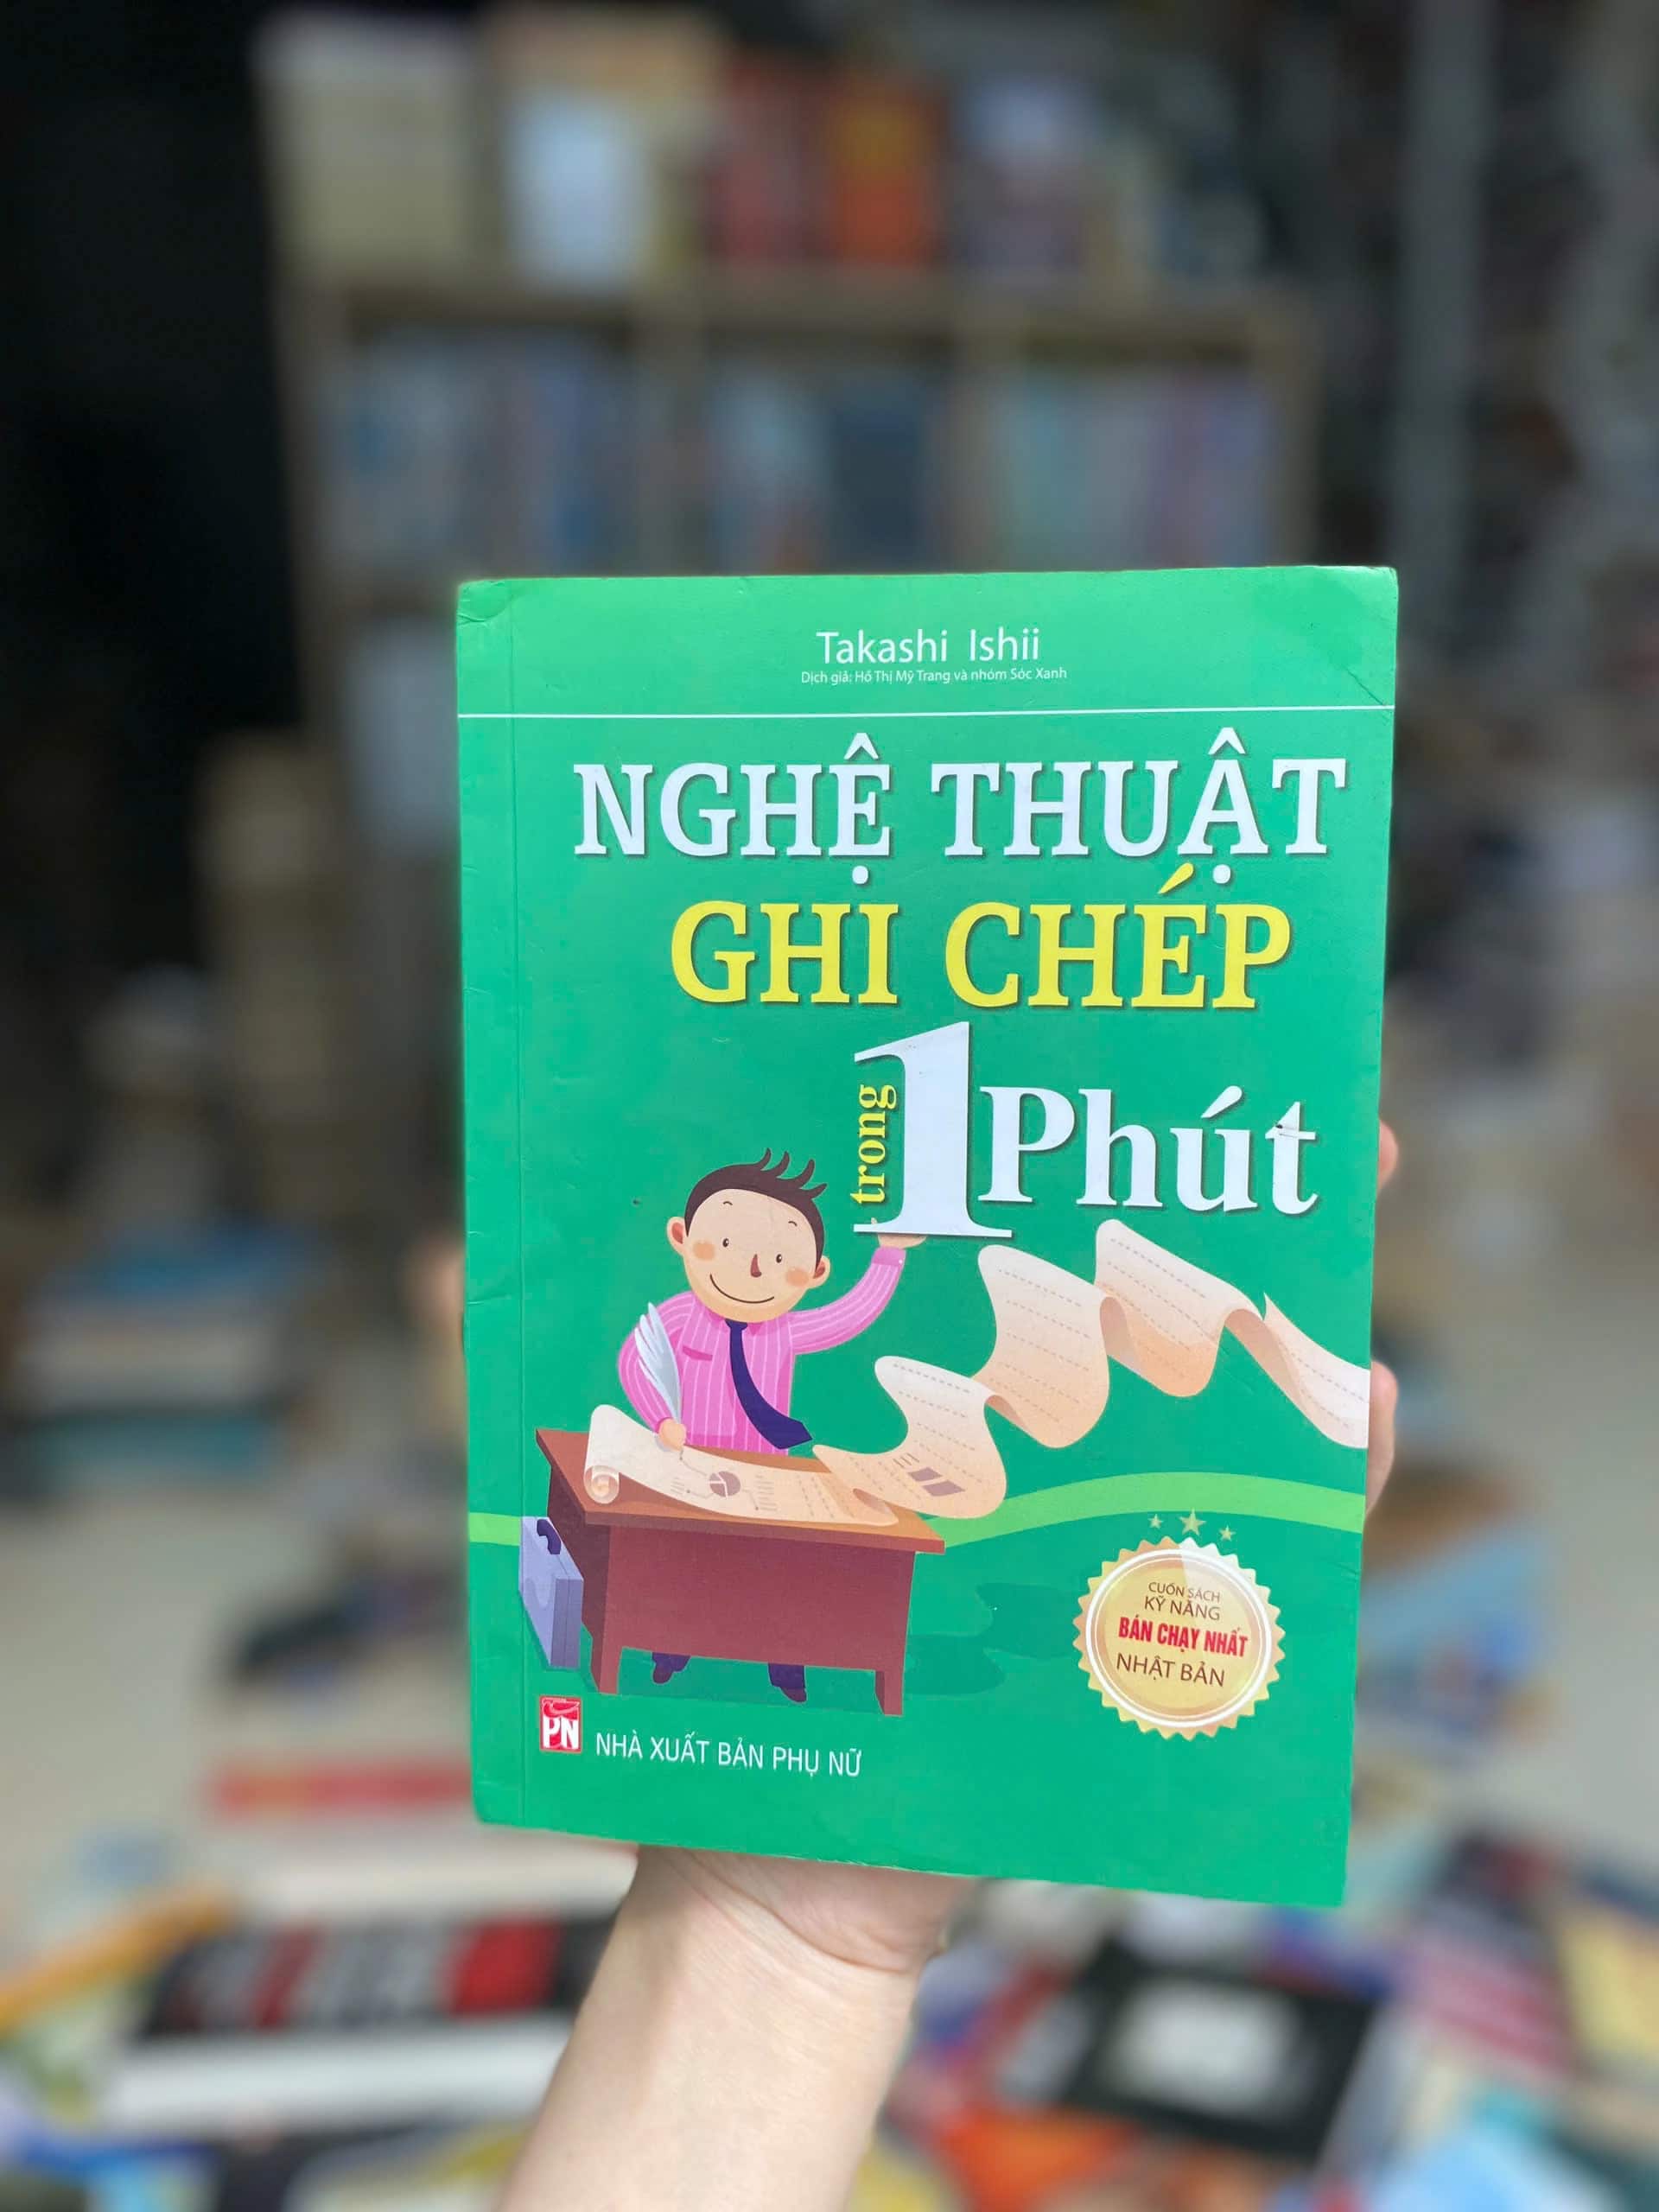 Takashi Ishii
Dịch giả: Hồ Thị Mỹ Trang và nhóm Sóc Xanh
NGHỆ THUẬT
GHI CHÉP
trong
1 Phút
CUỐN SÁCH
KỸ NĂNG
BÁN CHẠY NHẤT
NHẬT BẢN
PN
NHÀ XUẤT BẢN PHỤ NỮ